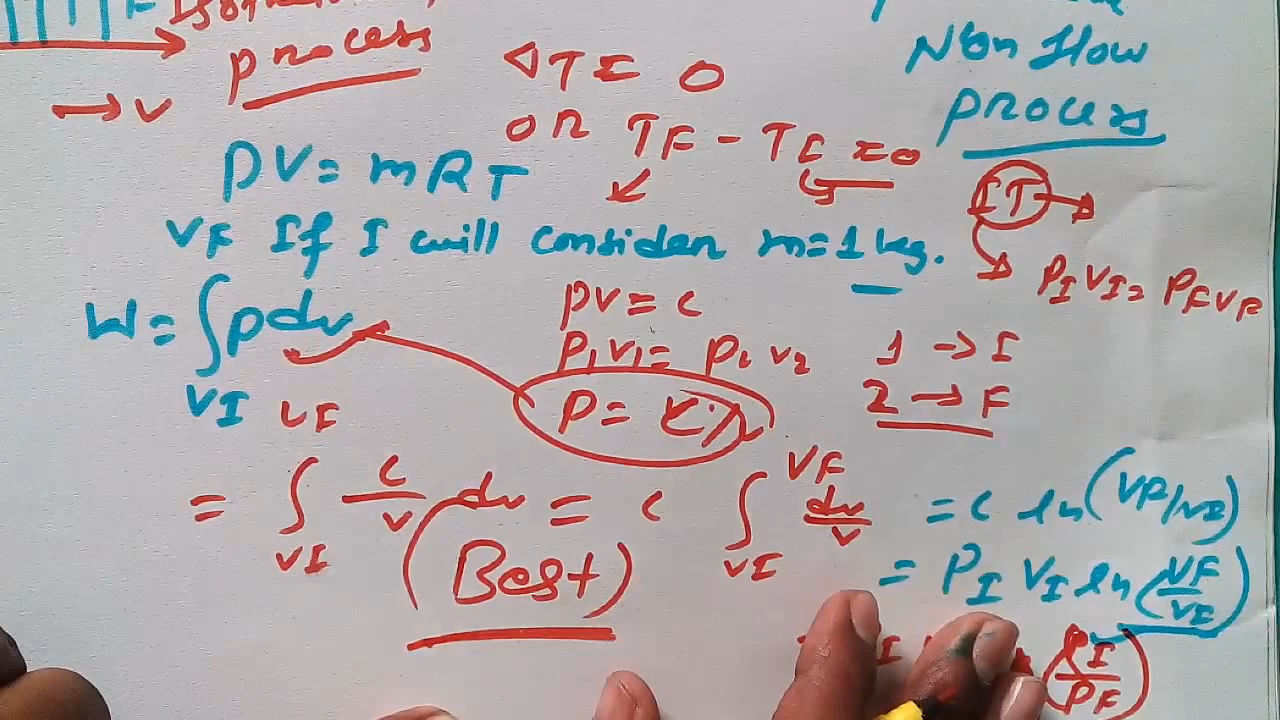 process
→ V
Non flow
process
ΔT = 0
OR TF - TI = 0
PV = mRT
IT →
VF If I will consider m=1kg.
PIVI = PFVF
W = ∫ pdv
VI
PV = C
P1V1 = P2V2
1 → I
P = C/V
2 → F
VF
= ∫ C/V dv = C ∫ dv/V = C ln(VF/VI)
VI
VF
VI
(Best)
= PI VI ln(VF/VI)
(PI/PF)